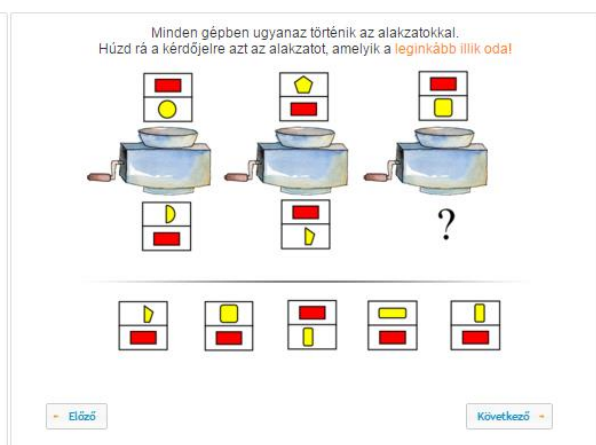 Minden gépben ugyanaz történik az alakzatokkal.
Húzd rá a kérdőjelre azt az alakzatot, amelyik a leginkább illik oda!
?
Előző
Következő